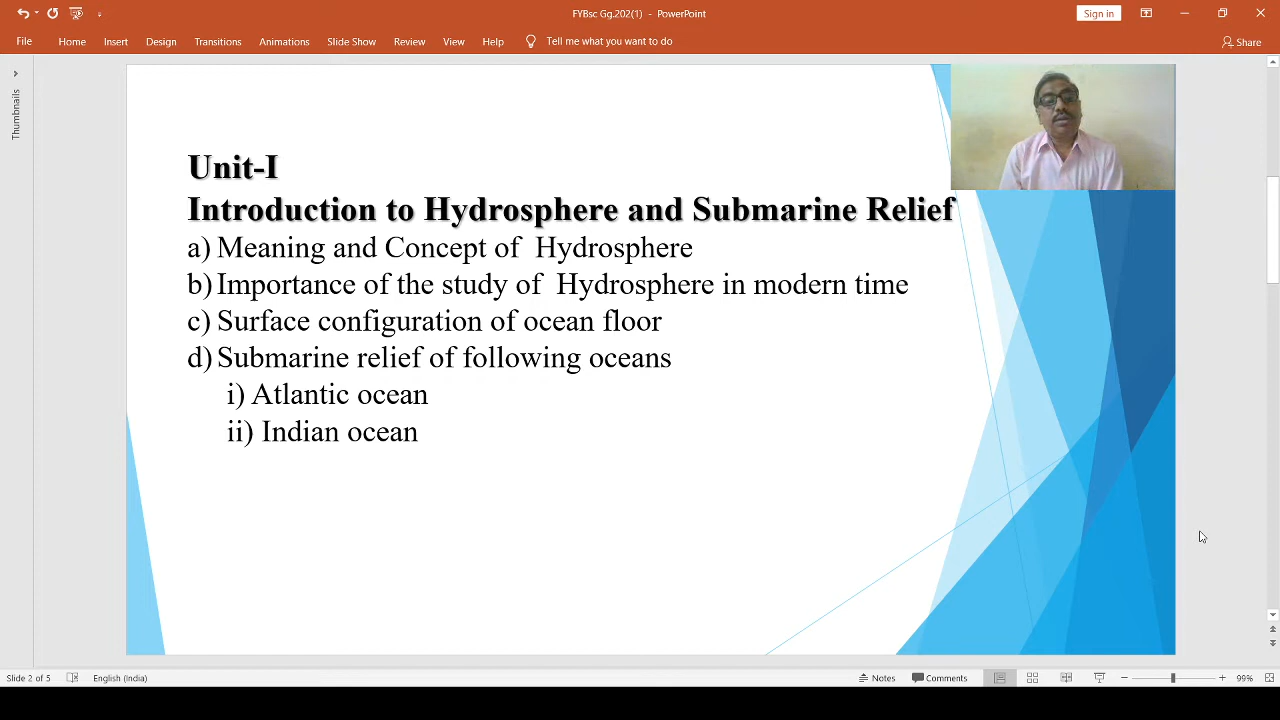 FYBsc Gg.202(1) - PowerPoint
Sign in
File Home Insert Design Transitions Animations Slide Show Review View Help Tell me what you want to do Share
Thumbnails
Unit-I
Introduction to Hydrosphere and Submarine Relief
a) Meaning and Concept of Hydrosphere
b) Importance of the study of Hydrosphere in modern time
c) Surface configuration of ocean floor
d) Submarine relief of following oceans
i) Atlantic ocean
ii) Indian ocean
Slide 2 of 5 English (India) Notes Comments 99%